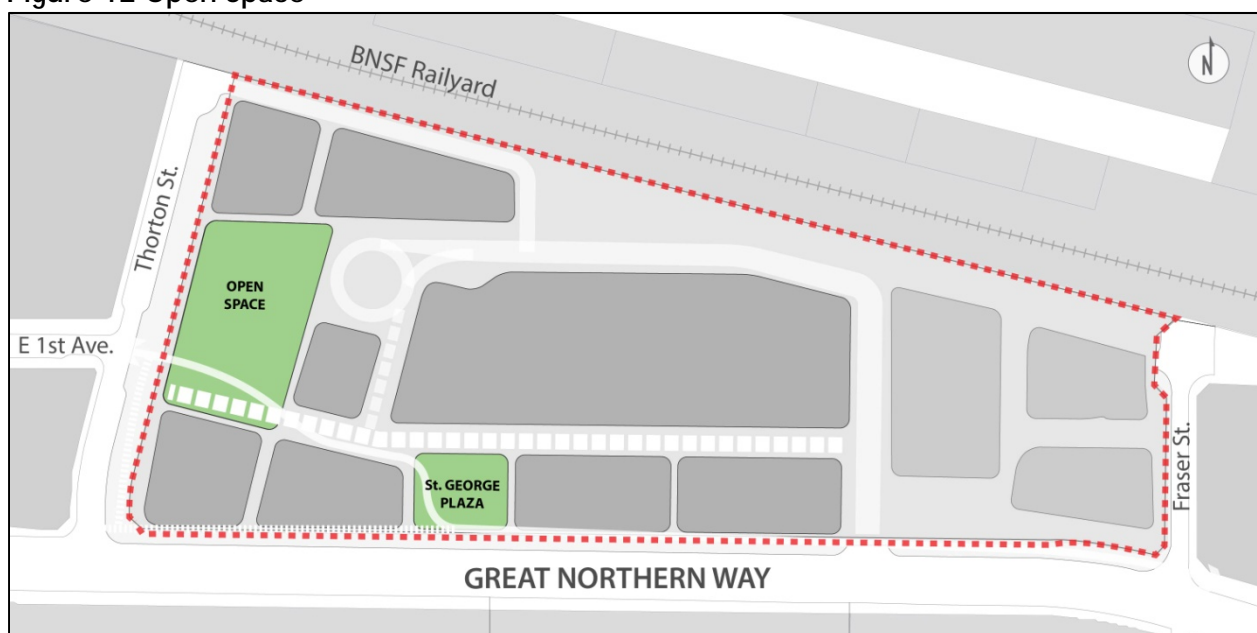 Figure 12 Open space
BNSF Railyard
N
Thorton St.
OPEN
SPACE
E 1st Ave.
St. GEORGE
PLAZA
Fraser St.
GREAT NORTHERN WAY